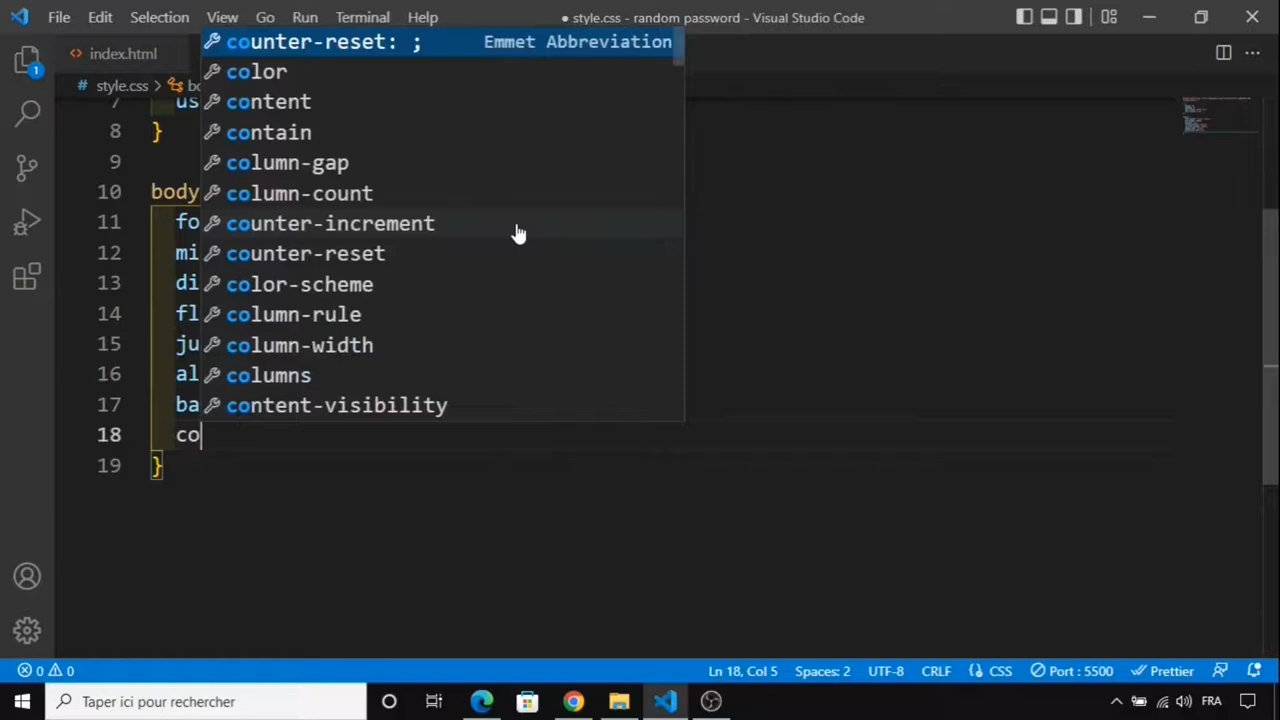 File Edit Selection View Go Run Terminal Help ● style.css - random password - Visual Studio Code
1
<> index.html
# style.css >
counter-reset: ; Emmet Abbreviation
color
content
contain
column-gap
column-count
counter-increment
counter-reset
color-scheme
column-rule
column-width
columns
content-visibility
7 us
8 }
9
10 body
11 fo
12 mi
13 di
14 fl
15 ju
16 al
17 ba
18 co
19 }
0 0 Ln 18, Col 5 Spaces: 2 UTF-8 CRLF {} CSS Port : 5500 Prettier
Taper ici pour rechercher FRA